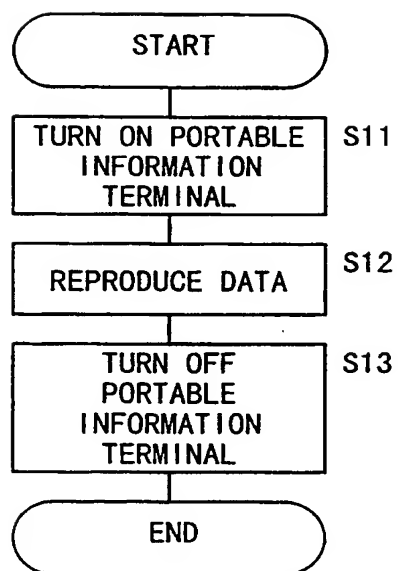 START
TURN ON PORTABLE S11
INFORMATION
TERMINAL
REPRODUCE DATA S12
TURN OFF S13
PORTABLE
INFORMATION
TERMINAL
END